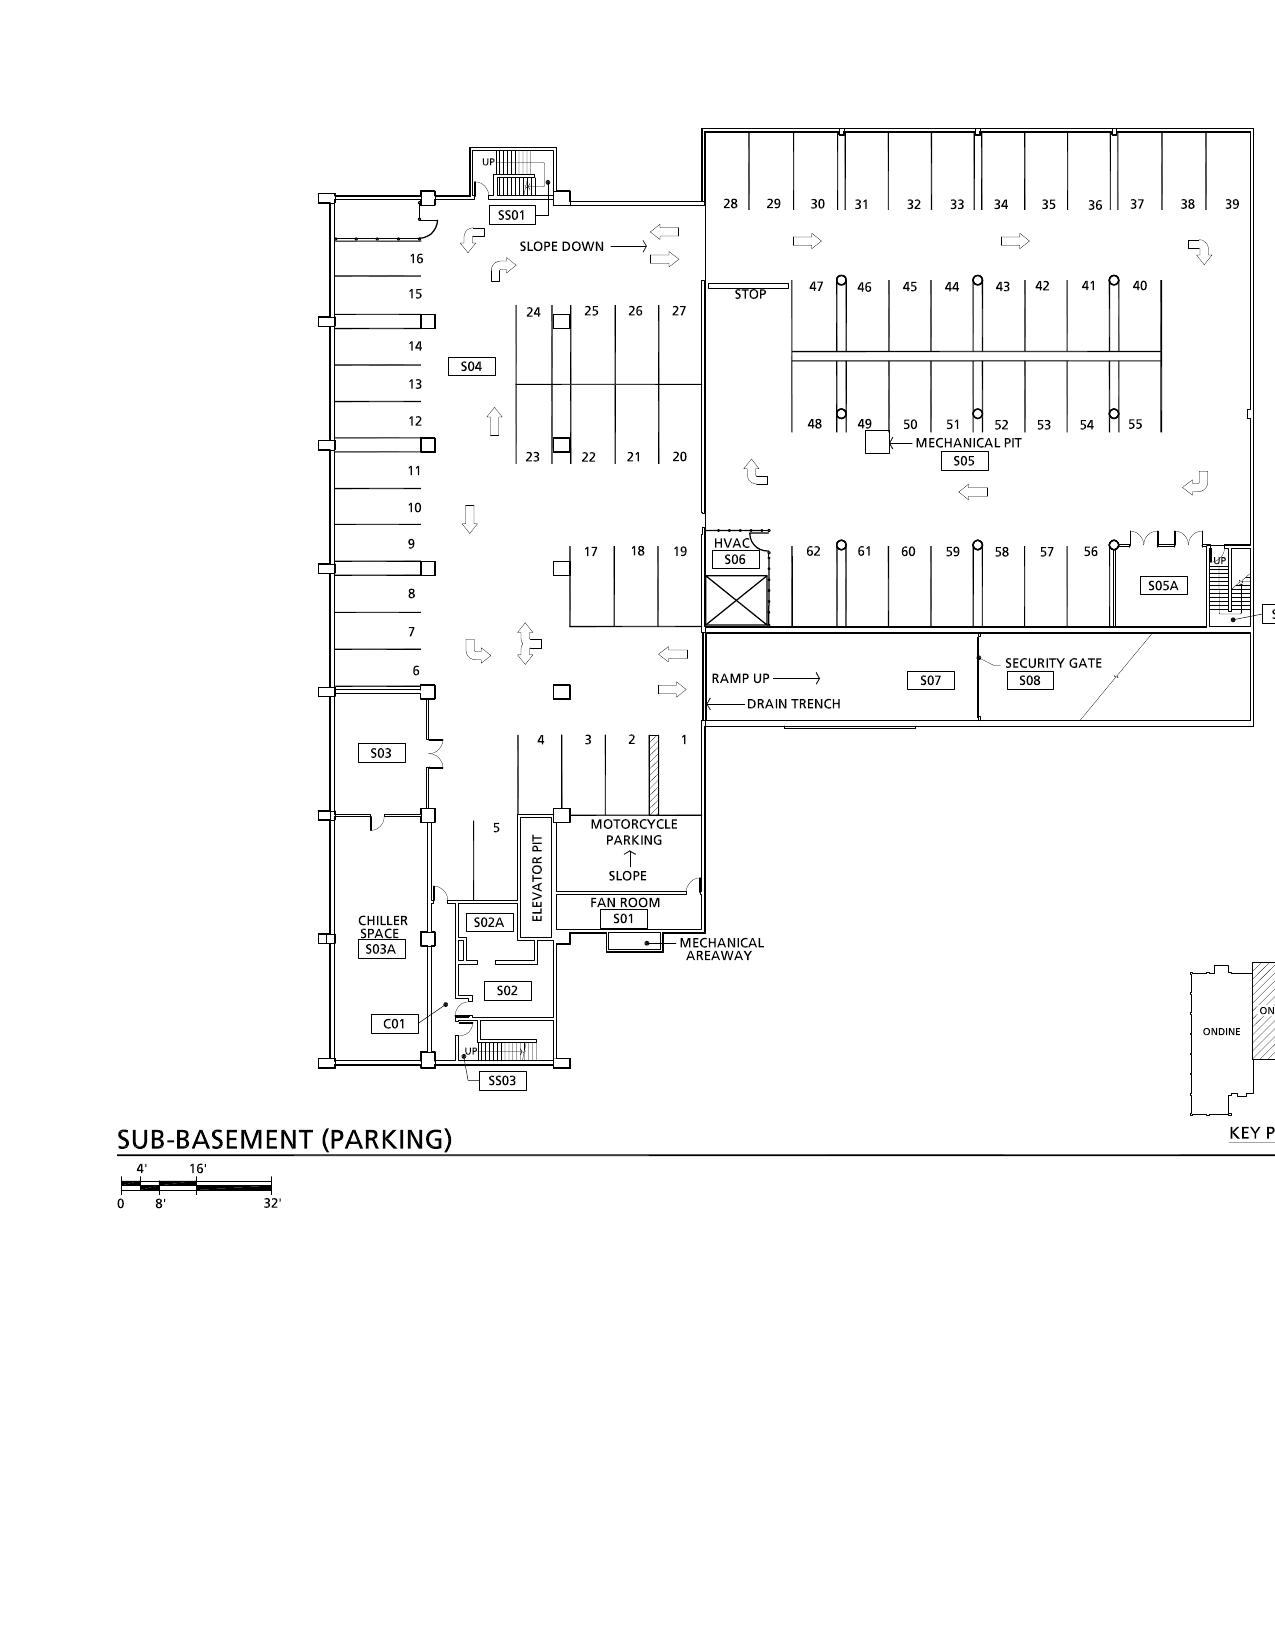 UP
SS01
SLOPE DOWN
28 29 30 31 32 33 34 35 36 37 38 39
16
15
14
13
12
11
10
9
8
7
6
S04
24 25 26 27
23 22 21 20
17 18 19
STOP
47 46 45 44 43 42 41 40
48 49 50 51 52 53 54 55
MECHANICAL PIT
S05
HVAC
S06
62 61 60 59 58 57 56
S05A
UP
RAMP UP
DRAIN TRENCH
S07
SECURITY GATE
S08
S03
4 3 2 1
5
MOTORCYCLE
PARKING
SLOPE
ELEVATOR PIT
FAN ROOM
S01
MECHANICAL
AREAWAY
CHILLER
SPACE
S03A
S02A
S02
C01
UP
SS03
ONDINE
ON
KEY P
SUB-BASEMENT (PARKING)
4' 16'
0 8' 32'